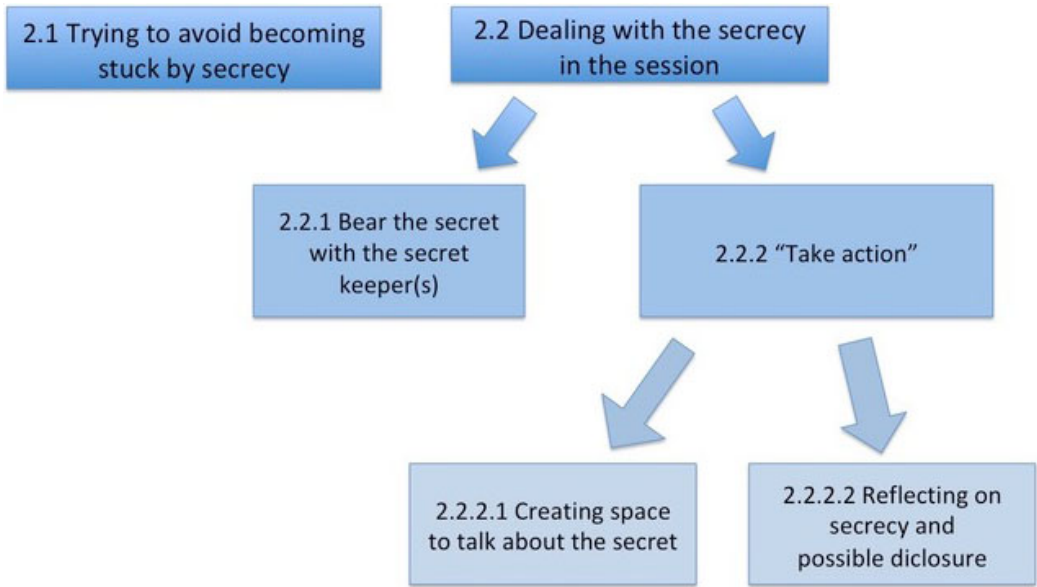 2.1 Trying to avoid becoming
stuck by secrecy
2.2 Dealing with the secrecy
in the session
2.2.1 Bear the secret
with the secret
keeper(s)
2.2.2 “Take action”
2.2.2.1 Creating space
to talk about the secret
2.2.2.2 Reflecting on
secrecy and
possible diclosure